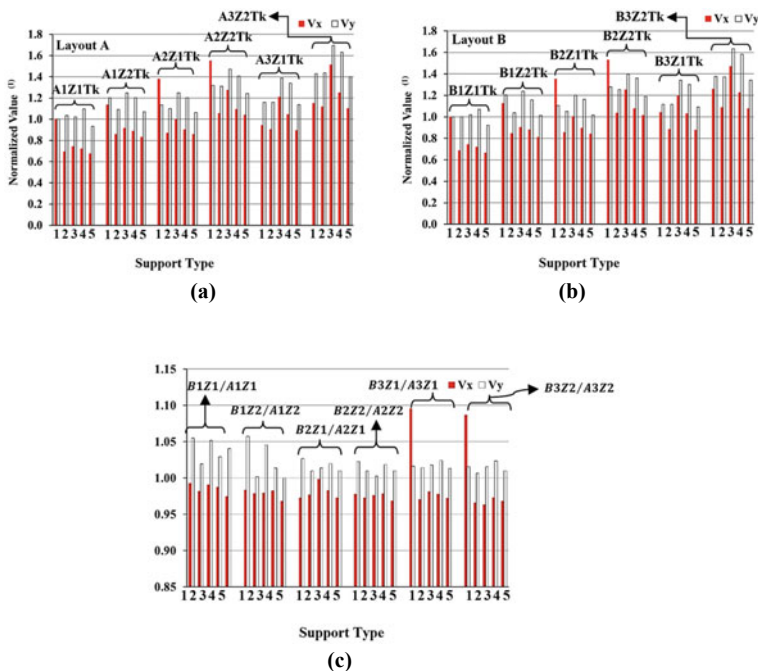 A3Z2Tk
Layout A
Vx Vy
A2Z2Tk
A2Z1Tk
A1Z2Tk
A3Z1Tk
A1Z1Tk
Normalized Value (1)
1.8
1.6
1.4
1.2
1.0
0.8
0.6
0.4
0.2
0.0
1 2 3 4 5 1 2 3 4 5 1 2 3 4 5 1 2 3 4 5 1 2 3 4 5 1 2 3 4 5
Support Type
(a)
B3Z2Tk
Layout B
Vx Vy
B2Z2Tk
B2Z1Tk
B1Z2Tk
B3Z1Tk
B1Z1Tk
Normalized Value (1)
1.8
1.6
1.4
1.2
1.0
0.8
0.6
0.4
0.2
0.0
1 2 3 4 5 1 2 3 4 5 1 2 3 4 5 1 2 3 4 5 1 2 3 4 5 1 2 3 4 5
Support Type
(b)
B1Z1/A1Z1
B3Z1/A3Z1
Vx Vy
B3Z2/A3Z2
B1Z2/A1Z2
B2Z2/A2Z2
B2Z1/A2Z1
1.15
1.10
1.05
1.00
0.95
0.90
0.85
1 2 3 4 5 1 2 3 4 5 1 2 3 4 5 1 2 3 4 5 1 2 3 4 5 1 2 3 4 5
Support Type
(c)